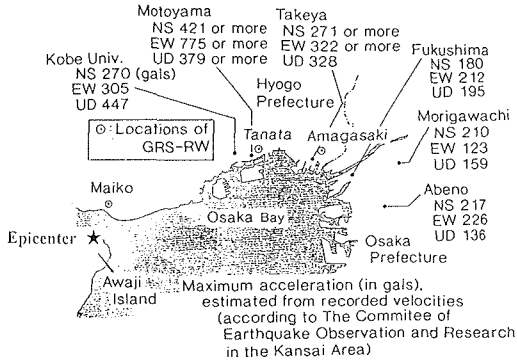 Motoyama
NS 421 or more
EW 775 or more
UD 379 or more
Takeya
NS 271 or more
EW 322 or more
UD 328
Fukushima
NS 180
EW 212
UD 195
Kobe Univ.
NS 270 (gals)
EW 305
UD 447
Hyogo
Prefecture
Morigawachi
NS 210
EW 123
UD 159
⊙:Locations of
GRS-RW
Tanata
Amagasaki
Maiko
Abeno
NS 217
EW 226
UD 136
Osaka Bay
Epicenter
Osaka
Prefecture
Awaji
Island
Maximum acceleration (in gals),
estimated from recorded velocities
(according to The Commitee of
Earthquake Observation and Research
in the Kansai Area)